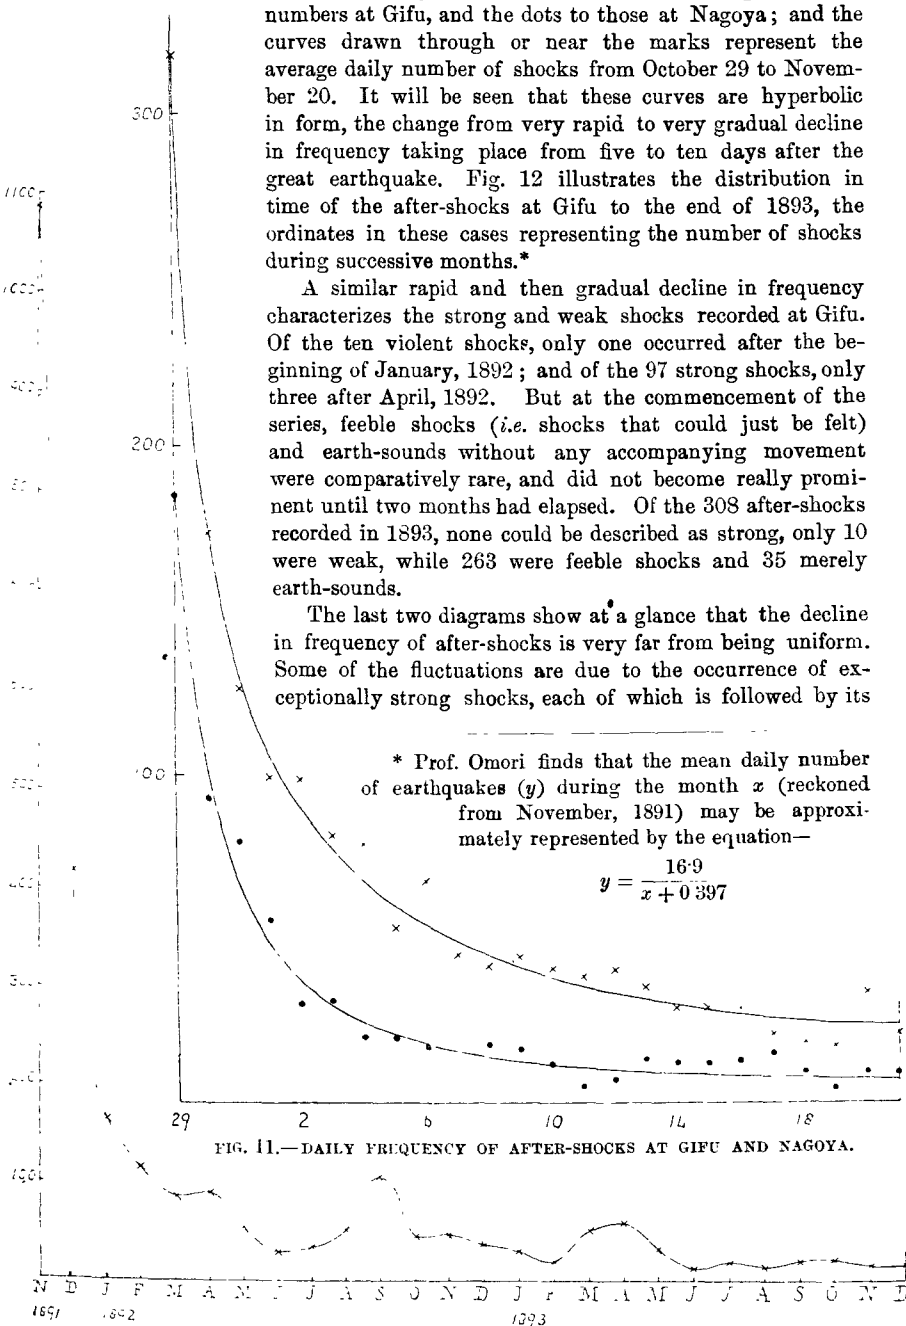 numbers at Gifu, and the dots to those at Nagoya; and the
curves drawn through or near the marks represent the
average daily number of shocks from October 29 to Novem-
ber 20. It will be seen that these curves are hyperbolic
in form, the change from very rapid to very gradual decline
in frequency taking place from five to ten days after the
great earthquake. Fig. 12 illustrates the distribution in
time of the after-shocks at Gifu to the end of 1893, the
ordinates in these cases representing the number of shocks
during successive months.*
A similar rapid and then gradual decline in frequency
characterizes the strong and weak shocks recorded at Gifu.
Of the ten violent shocks, only one occurred after the be-
ginning of January, 1892; and of the 97 strong shocks, only
three after April, 1892. But at the commencement of the
series, feeble shocks (i.e. shocks that could just be felt)
and earth-sounds without any accompanying movement
were comparatively rare, and did not become really promi-
nent until two months had elapsed. Of the 308 after-shocks
recorded in 1893, none could be described as strong, only 10
were weak, while 263 were feeble shocks and 35 merely
earth-sounds.
The last two diagrams show at a glance that the decline
in frequency of after-shocks is very far from being uniform.
Some of the fluctuations are due to the occurrence of ex-
ceptionally strong shocks, each of which is followed by its
* Prof. Omori finds that the mean daily number
of earthquakes (y) during the month x (reckoned
from November, 1891) may be approxi-
mately represented by the equation—
y = 16·9 / x + 0 397
300
200
100
1100
29 2 6 10 14 18
FIG. 11.—DAILY FREQUENCY OF AFTER-SHOCKS AT GIFU AND NAGOYA.
N D J F M A M J J A S O N D J F M A M J J A S O N D
1891 1892 1893